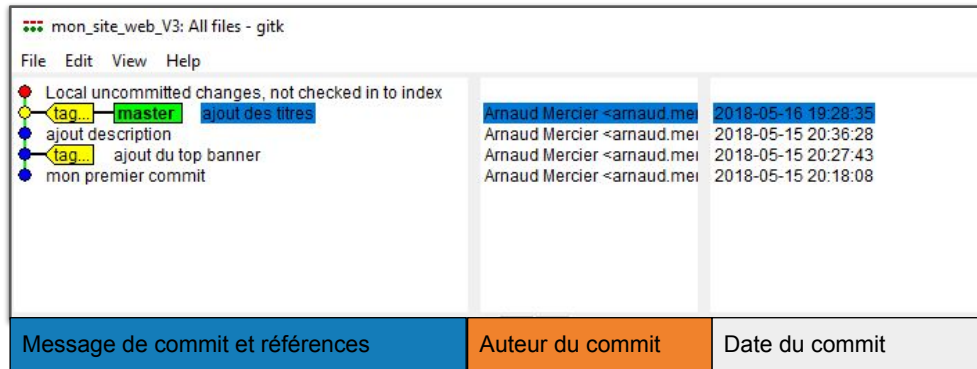 mon_site_web_V3: All files - gitk
File Edit View Help
Local uncommitted changes, not checked in to index
tag... master ajout des titres Arnaud Mercier <arnaud.mer 2018-05-16 19:28:35
ajout description Arnaud Mercier <arnaud.mer 2018-05-15 20:36:28
tag... ajout du top banner Arnaud Mercier <arnaud.mer 2018-05-15 20:27:43
mon premier commit Arnaud Mercier <arnaud.mer 2018-05-15 20:18:08
Message de commit et références Auteur du commit Date du commit